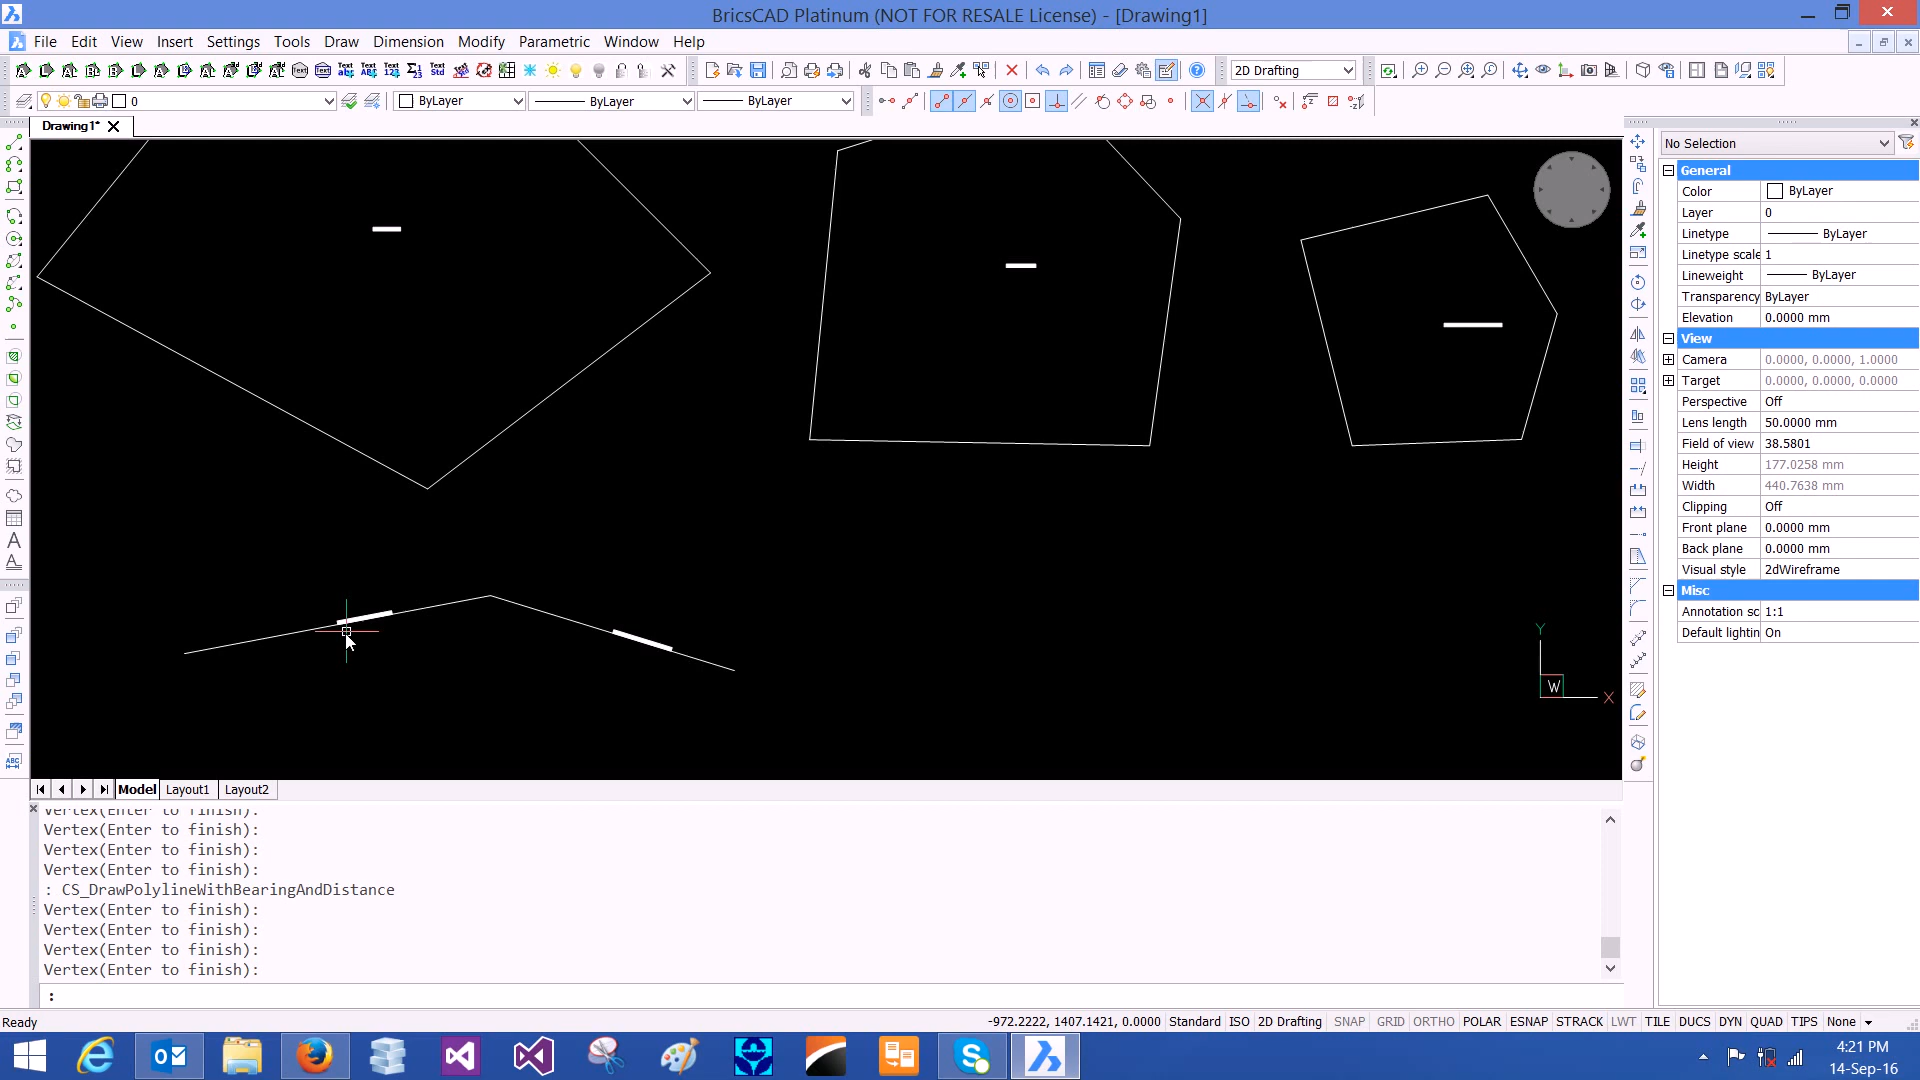 BricsCAD Platinum (NOT FOR RESALE License) - [Drawing1]
File Edit View Insert Settings Tools Draw Dimension Modify Parametric Window Help
2D Drafting
0 ByLayer ByLayer ByLayer
Drawing1*
No Selection
General
Color ByLayer
Layer 0
Linetype ByLayer
Linetype scale 1
Lineweight ByLayer
Transparency ByLayer
Elevation 0.0000 mm
View
Camera 0.0000, 0.0000, 1.0000
Target 0.0000, 0.0000, 0.0000
Perspective Off
Lens length 50.0000 mm
Field of view 38.5801
Height 177.0258 mm
Width 440.7638 mm
Clipping Off
Front plane 0.0000 mm
Back plane 0.0000 mm
Visual style 2dWireframe
Misc
Annotation sc 1:1
Default lightin On
Y
W
X
Model Layout1 Layout2
Vertex(Enter to finish):
Vertex(Enter to finish):
Vertex(Enter to finish):
Vertex(Enter to finish):
: CS_DrawPolylineWithBearingAndDistance
Vertex(Enter to finish):
Vertex(Enter to finish):
Vertex(Enter to finish):
Vertex(Enter to finish):
:
Ready
-972.2222, 1407.1421, 0.0000 Standard ISO 2D Drafting SNAP GRID ORTHO POLAR ESNAP STRACK LWT TILE DUCS DYN QUAD TIPS None
4:21 PM
14-Sep-16